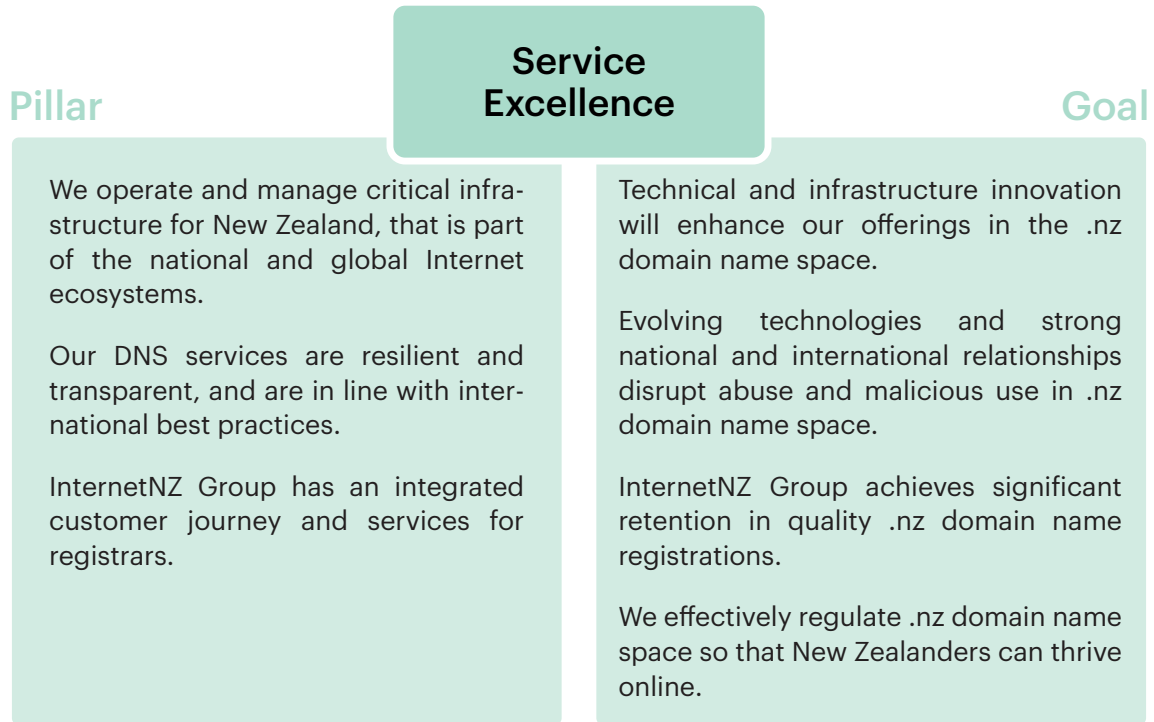 Service
Excellence
Pillar
Goal
We operate and manage critical infra-
structure for New Zealand, that is part
of the national and global Internet
ecosystems.
Our DNS services are resilient and
transparent, and are in line with inter-
national best practices.
InternetNZ Group has an integrated
customer journey and services for
registrars.
Technical and infrastructure innovation
will enhance our offerings in the .nz
domain name space.
Evolving technologies and strong
national and international relationships
disrupt abuse and malicious use in .nz
domain name space.
InternetNZ Group achieves significant
retention in quality .nz domain name
registrations.
We effectively regulate .nz domain name
space so that New Zealanders can thrive
online.